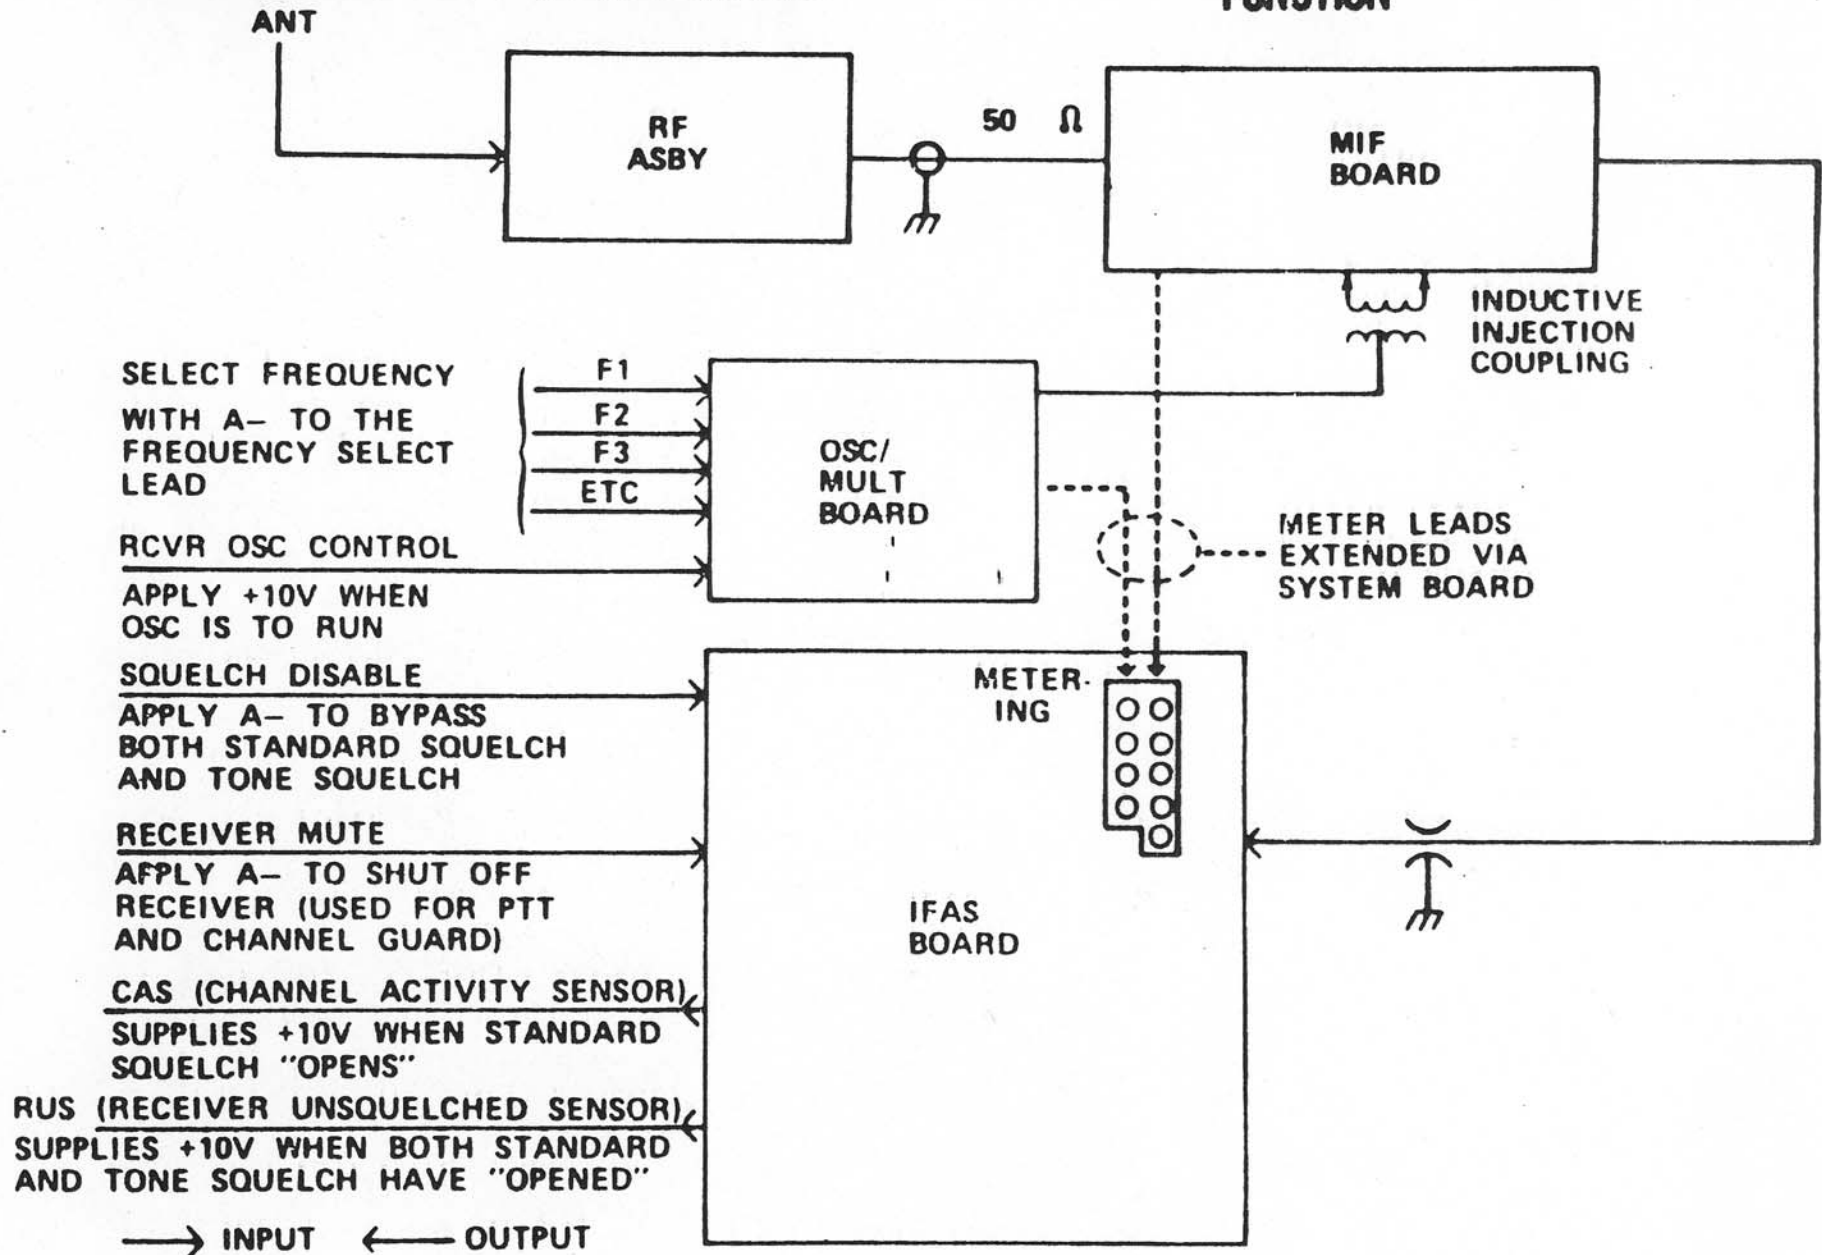 FUNCTION
ANT
RF
ASBY
50 Ω
MIF
BOARD
INDUCTIVE
INJECTION
COUPLING
SELECT FREQUENCY
WITH A– TO THE
FREQUENCY SELECT
LEAD
F1
F2
F3
ETC
OSC/
MULT
BOARD
RCVR OSC CONTROL
APPLY +10V WHEN
OSC IS TO RUN
METER LEADS
EXTENDED VIA
SYSTEM BOARD
SQUELCH DISABLE
APPLY A– TO BYPASS
BOTH STANDARD SQUELCH
AND TONE SQUELCH
METER-
ING
RECEIVER MUTE
APPLY A– TO SHUT OFF
RECEIVER (USED FOR PTT
AND CHANNEL GUARD)
IFAS
BOARD
CAS (CHANNEL ACTIVITY SENSOR)
SUPPLIES +10V WHEN STANDARD
SQUELCH "OPENS"
RUS (RECEIVER UNSQUELCHED SENSOR)
SUPPLIES +10V WHEN BOTH STANDARD
AND TONE SQUELCH HAVE "OPENED"
INPUT OUTPUT